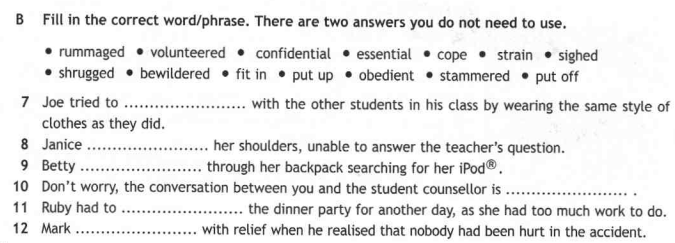 B Fill in the correct word/phrase. There are two answers you do not need to use.
• rummaged • volunteered • confidential • essential • cope • strain • sighed
• shrugged • bewildered • fit in • put up • obedient • stammered • put off
7 Joe tried to ........................ with the other students in his class by wearing the same style of
clothes as they did.
8 Janice ........................ her shoulders, unable to answer the teacher's question.
9 Betty ........................ through her backpack searching for her iPod®.
10 Don't worry, the conversation between you and the student counsellor is ........................ .
11 Ruby had to ........................ the dinner party for another day, as she had too much work to do.
12 Mark ........................ with relief when he realised that nobody had been hurt in the accident.